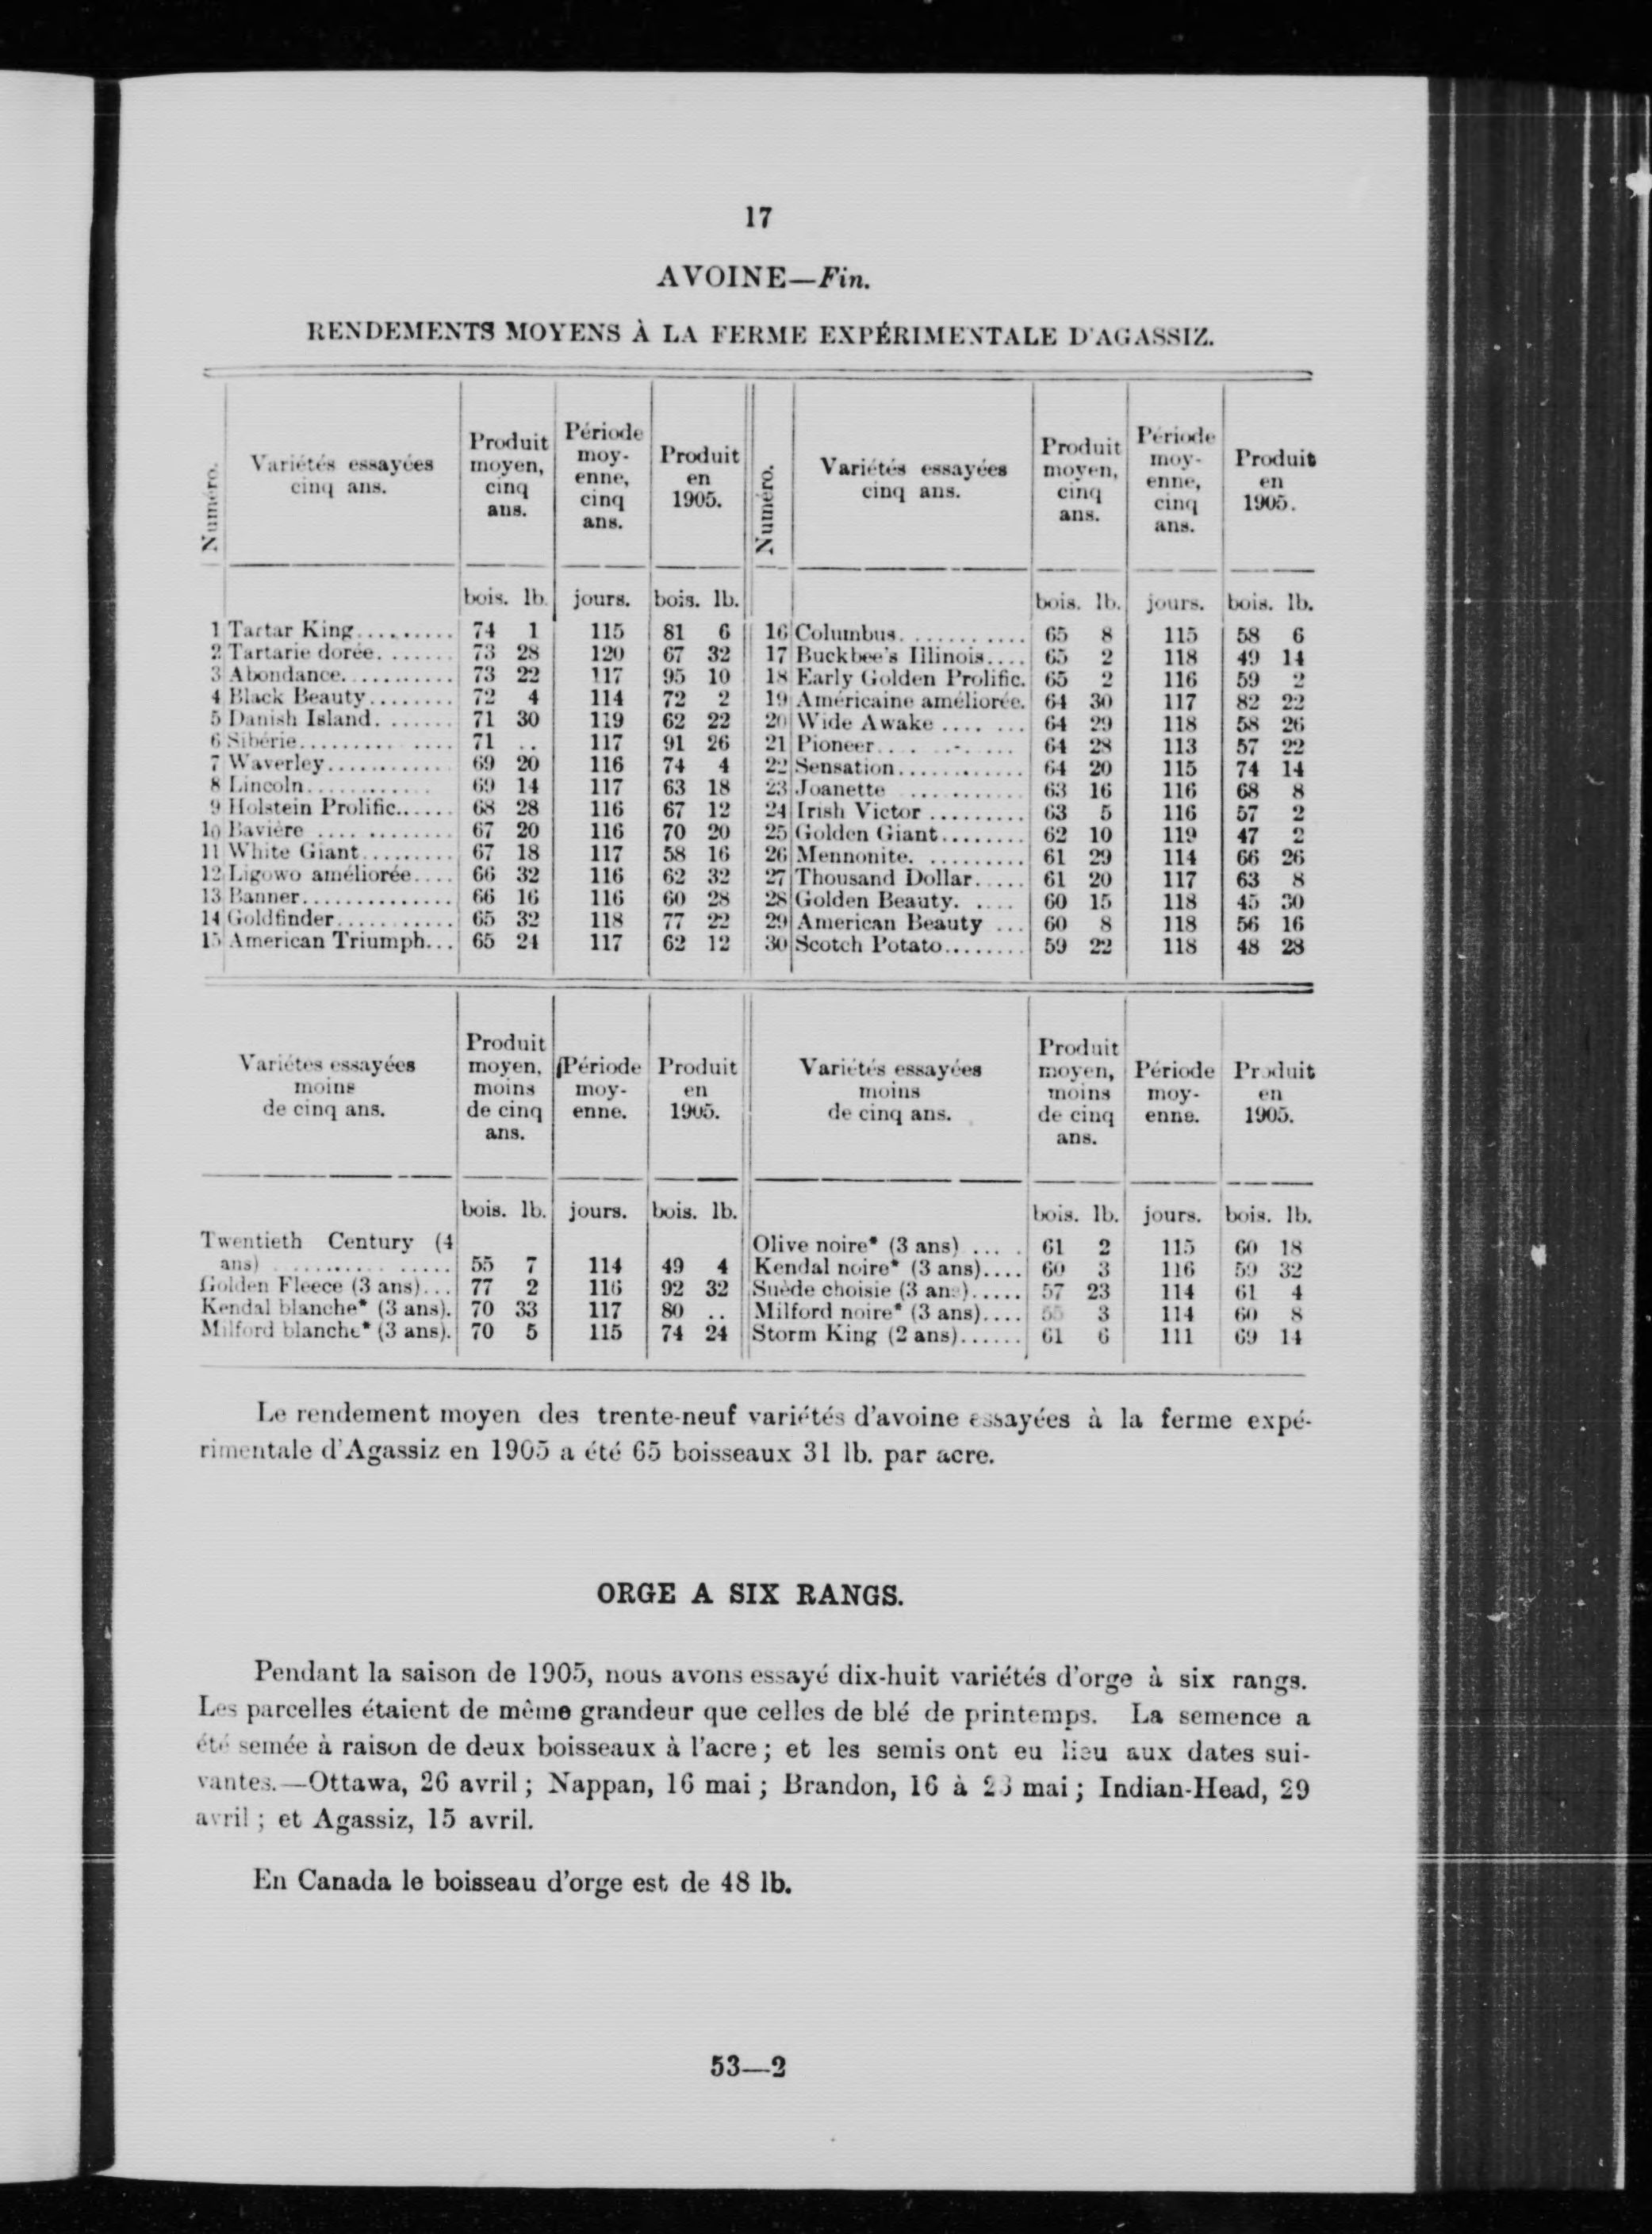 17
AVOINE—Fin.
RENDEMENTS MOYENS À LA FERME EXPÉRIMENTALE D'AGASSIZ.
Numéro. Variétés essayées cinq ans. Produit moyen, cinq ans. Période moy-enne, cinq ans. Produit en 1905. Numéro. Variétés essayées cinq ans. Produit moyen, cinq ans. Période moy-enne, cinq ans. Produit en 1905.
bois. lb. jours. bois. lb. bois. lb. jours. bois. lb.
1 Tartar King.......... 74 1 115 81 6 16 Columbus............ 65 8 115 58 6
2 Tartarie dorée....... 73 28 120 67 32 17 Buckbee's Illinois.... 65 2 118 49 14
3 Abondance........... 73 22 117 95 10 18 Early Golden Prolific. 65 2 116 59 2
4 Black Beauty........ 72 4 114 72 2 19 Américaine améliorée. 64 30 117 82 22
5 Danish Island....... 71 30 119 62 22 20 Wide Awake .... ... 64 29 118 58 26
6 Sibérie.......... .... 71 .. 117 91 26 21 Pioneer.... .-. .... 64 28 113 57 22
7 Waverley............ 69 20 116 74 4 22 Sensation............ 64 20 115 74 14
8 Lincoln............ 69 14 117 63 18 23 Joanette ........... 63 16 116 68 8
9 Holstein Prolific...... 68 28 116 67 12 24 Irish Victor ......... 63 5 116 57 2
10 Bavière .... ........ 67 20 116 70 20 25 Golden Giant........ 62 10 119 47 2
11 White Giant......... 67 18 117 58 16 26 Mennonite. ......... 61 29 114 66 26
12 Ligowo améliorée.... 66 32 116 62 32 27 Thousand Dollar..... 61 20 117 63 8
13 Banner.............. 66 16 116 60 28 28 Golden Beauty. .... 60 15 118 45 30
14 Goldfinder........... 65 32 118 77 22 29 American Beauty ... 60 8 118 56 16
15 American Triumph... 65 24 117 62 12 30 Scotch Potato........ 59 22 118 48 28
Variétés essayées moins de cinq ans. Produit moyen, moins de cinq ans. Période moy-enne. Produit en 1905. Variétés essayées moins de cinq ans. Produit moyen, moins de cinq ans. Période moy-enne. Produit en 1905.
bois. lb. jours. bois. lb. bois. lb. jours. bois. lb.
Twentieth Century (4
ans) .......... ..... 55 7 114 49 4 Olive noire* (3 ans) ... . 61 2 115 60 18
Golden Fleece (3 ans)... 77 2 116 92 32 Kendal noire* (3 ans).... 60 3 116 59 32
Kendal blanche* (3 ans). 70 33 117 80 .. Suède choisie (3 ans)..... 57 23 114 61 4
Milford blanche* (3 ans). 70 5 115 74 24 Milford noire* (3 ans).... 3 114 60 8
Storm King (2 ans)...... 61 6 111 69 14
Le rendement moyen des trente-neuf variétés d'avoine essayées à la ferme expé-
rimentale d'Agassiz en 1905 a été 65 boisseaux 31 lb. par acre.
ORGE A SIX RANGS.
Pendant la saison de 1905, nous avons essayé dix-huit variétés d'orge à six rangs.
Les parcelles étaient de même grandeur que celles de blé de printemps. La semence a
été semée à raison de deux boisseaux à l'acre ; et les semis ont eu lieu aux dates sui-
vantes.—Ottawa, 26 avril ; Nappan, 16 mai ; Brandon, 16 à mai ; Indian-Head, 29
avril ; et Agassiz, 15 avril.
En Canada le boisseau d'orge est de 48 lb.
53—2